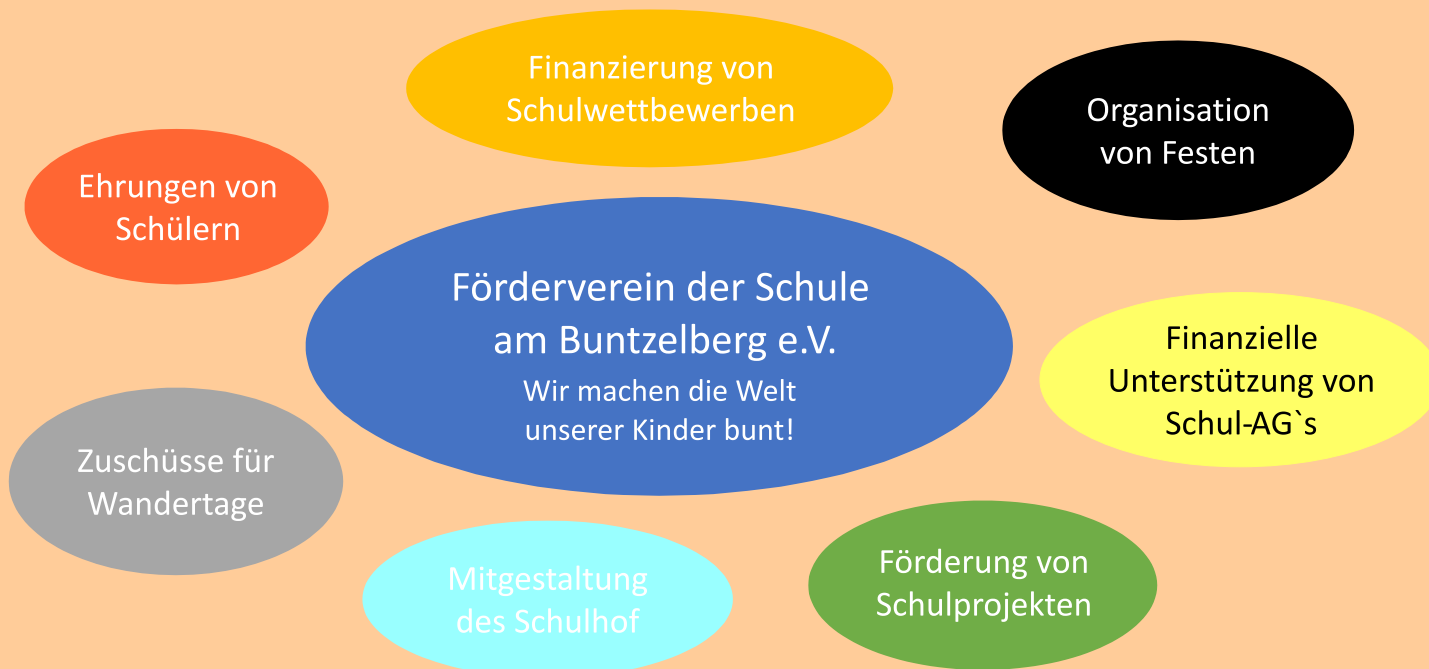 Finanzierung von
Schulwettbewerben
Organisation
von Festen
Ehrungen von
Schülern
Förderverein der Schule
am Buntzelberg e.V.
Wir machen die Welt
unserer Kinder bunt!
Finanzielle
Unterstützung von
Schul-AG`s
Zuschüsse für
Wandertage
Mitgestaltung
des Schulhof
Förderung von
Schulprojekten